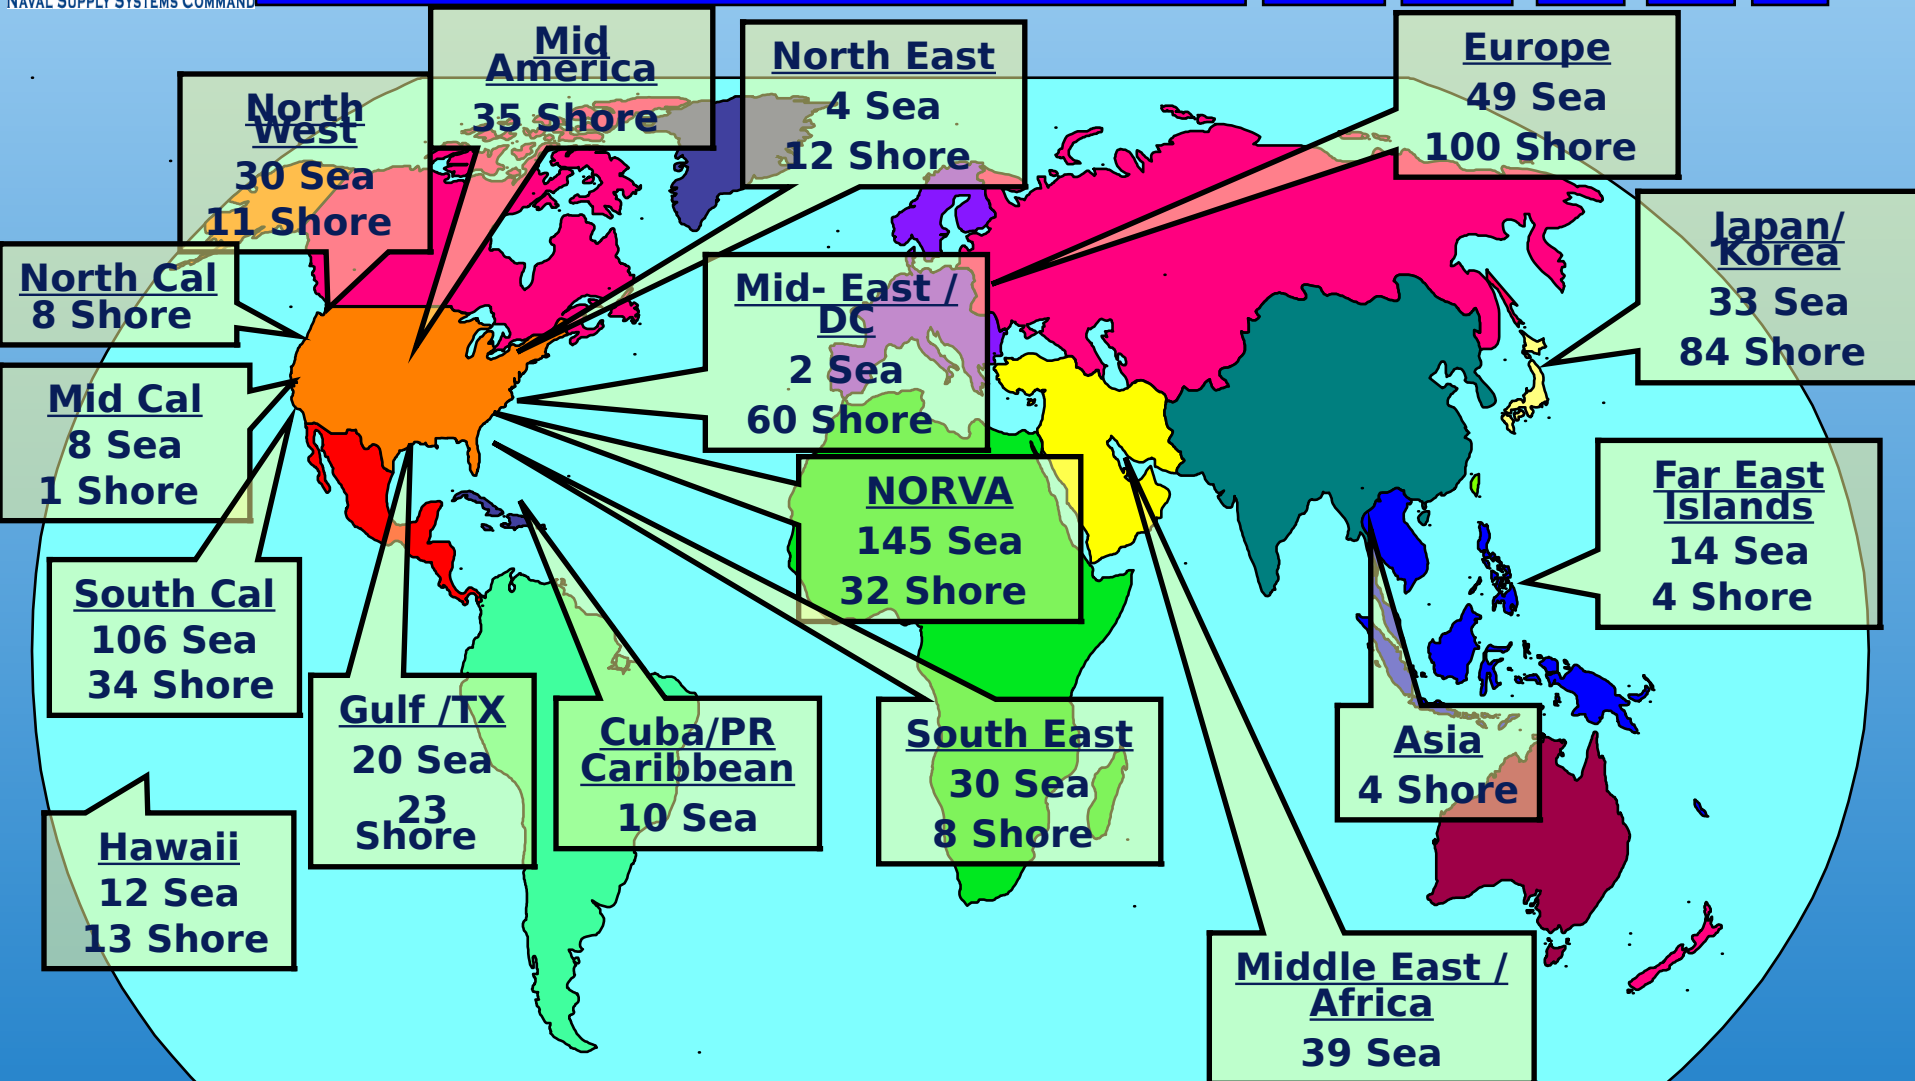 NAVAL SUPPLY SYSTEMS COMMAND
Mid
America
35 Shore
North East
4 Sea
12 Shore
Europe
49 Sea
100 Shore
North
West
30 Sea
11 Shore
Japan/
Korea
33 Sea
84 Shore
North Cal
8 Shore
Mid- East /
DC
2 Sea
60 Shore
Mid Cal
8 Sea
1 Shore
NORVA
145 Sea
32 Shore
Far East
Islands
14 Sea
4 Shore
South Cal
106 Sea
34 Shore
Gulf /TX
20 Sea
23
Shore
Cuba/PR
Caribbean
10 Sea
South East
30 Sea
8 Shore
Asia
4 Shore
Hawaii
12 Sea
13 Shore
Middle East /
Africa
39 Sea